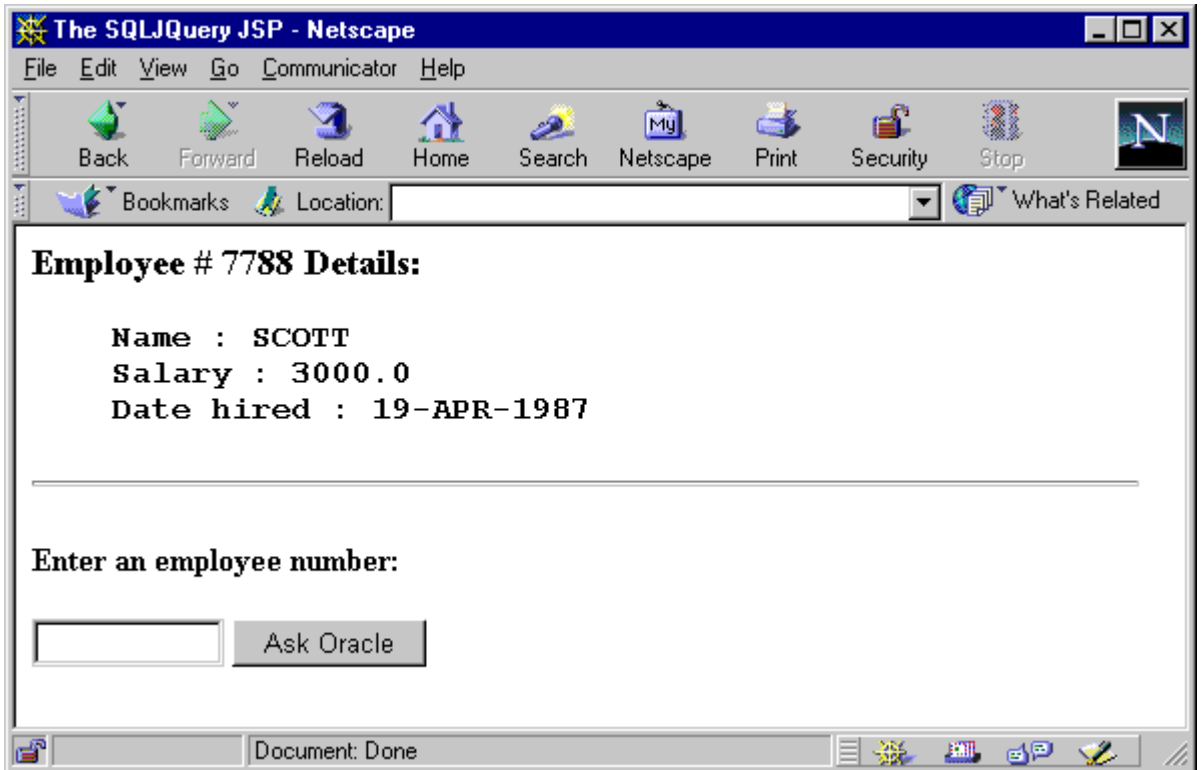 The SQLJQuery JSP - Netscape
File Edit View Go Communicator Help
My
N
Back Forward Reload Home Search Netscape Print Security Stop
Bookmarks Location: What's Related
Employee # 7788 Details:
Name : SCOTT
Salary : 3000.0
Date hired : 19-APR-1987
Enter an employee number:
Ask Oracle
Document: Done